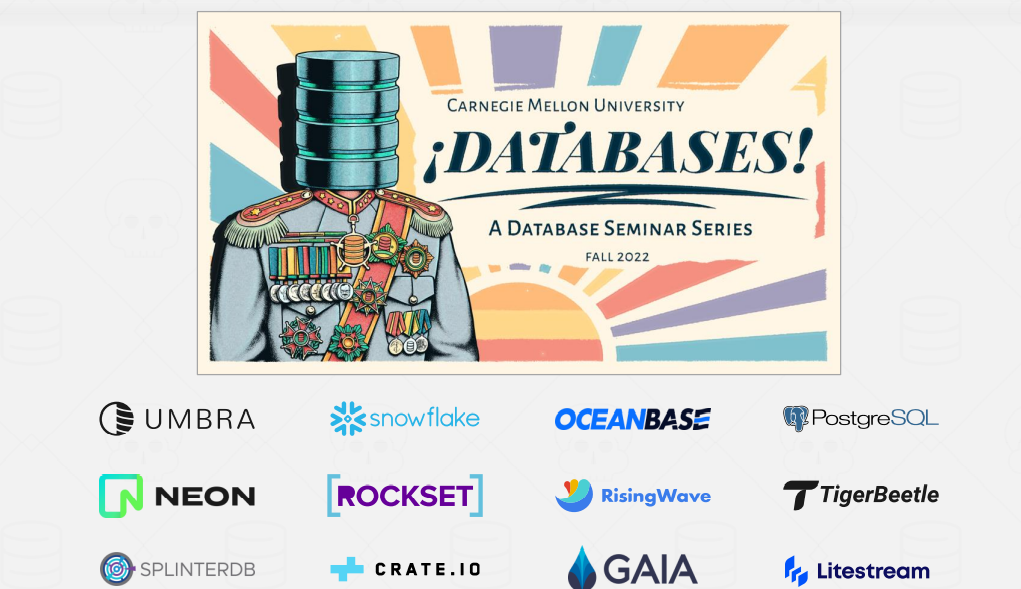 CARNEGIE MELLON UNIVERSITY
¡DATABASES!
A DATABASE SEMINAR SERIES
FALL 2022
UMBRA
snowflake
OCEANBASE
PostgreSQL
NEON
ROCKSET
RisingWave
TigerBeetle
SPLINTERDB
CRATE.IO
GAIA
Litestream